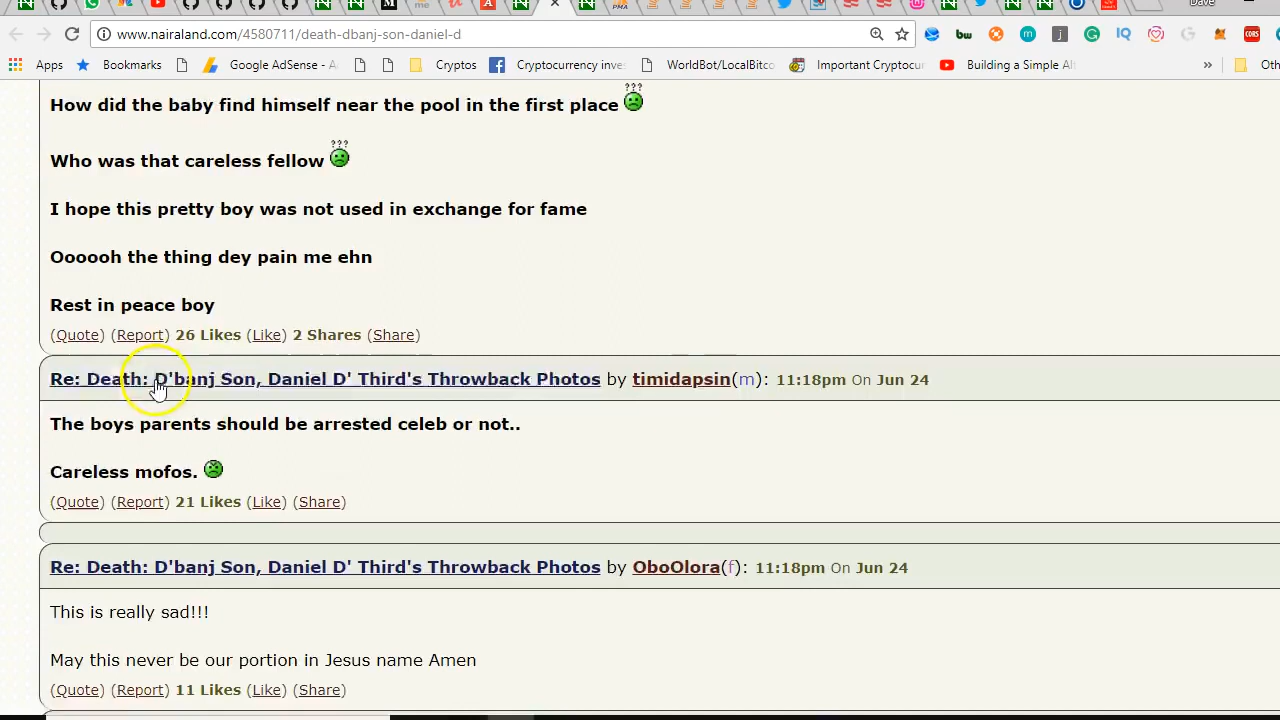 Dave
www.nairaland.com/4580711/death-dbanj-son-daniel-d
Apps Bookmarks Google AdSense - Cryptos Cryptocurrency inve WorldBot/LocalBitco Important Cryptocur Building a Simple Al » Oth
How did the baby find himself near the pool in the first place ???
Who was that careless fellow ???
I hope this pretty boy was not used in exchange for fame
Oooooh the thing dey pain me ehn
Rest in peace boy
(Quote) (Report) 26 Likes (Like) 2 Shares (Share)
Re: Death: D'banj Son, Daniel D' Third's Throwback Photos by timidapsin(m): 11:18pm On Jun 24
The boys parents should be arrested celeb or not..
Careless mofos.
(Quote) (Report) 21 Likes (Like) (Share)
Re: Death: D'banj Son, Daniel D' Third's Throwback Photos by OboOlora(f): 11:18pm On Jun 24
This is really sad!!!
May this never be our portion in Jesus name Amen
(Quote) (Report) 11 Likes (Like) (Share)